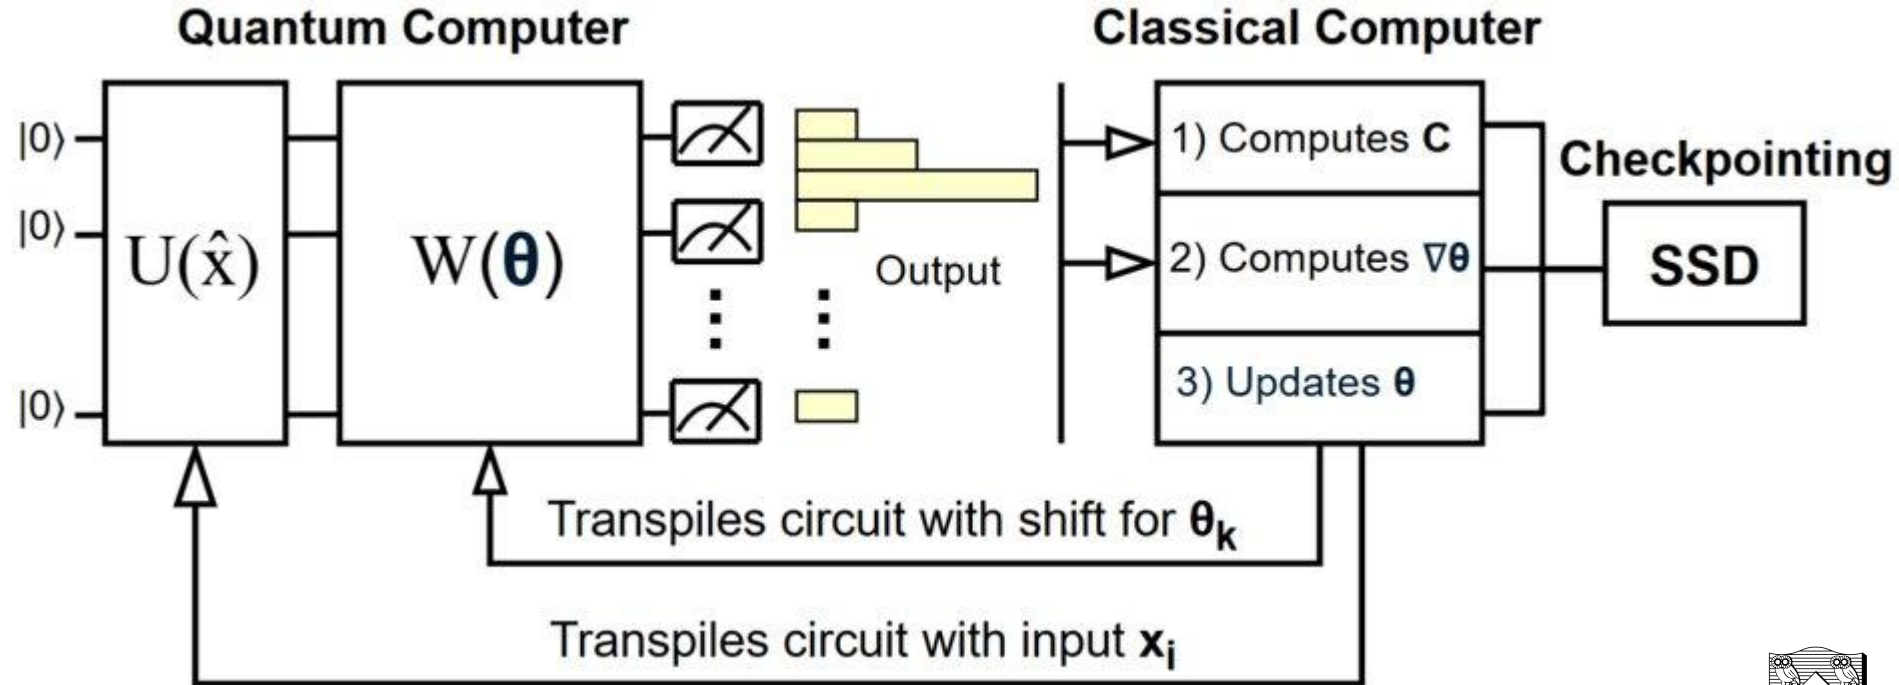 Quantum Computer
Classical Computer
|0⟩
|0⟩
|0⟩
U(x̂)
W(θ)
Output
1) Computes C
2) Computes ∇θ
3) Updates θ
Checkpointing
SSD
Transpiles circuit with shift for θk
Transpiles circuit with input xi